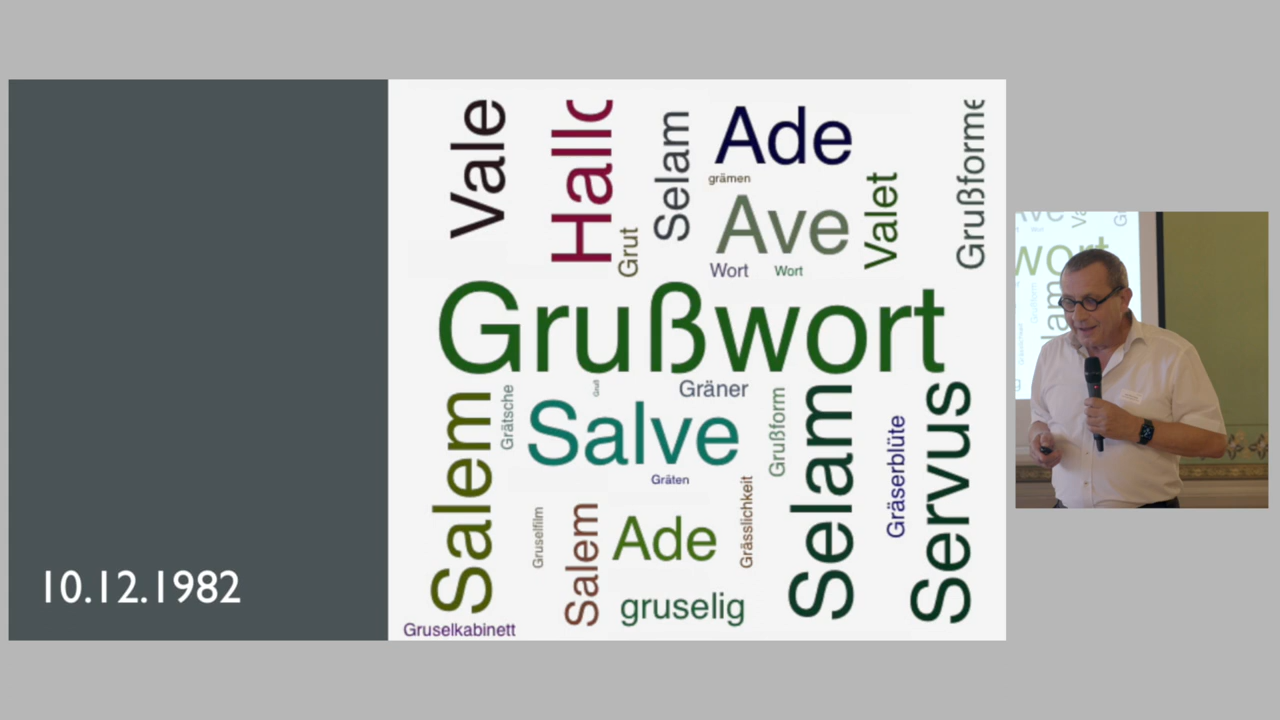 10.12.1982
Vale
Hallo
Selam
Ade
grämen
Ave
Valet
Grußforme
Grut
Wort
Wort
Grußwort
Salem
Grätsche
Gruß
Gräner
Salve
Grußform
Selam
Gräserblüte
Servus
Gräten
Gruselfilm
Salem
Ade
Grässlichkeit
gruselig
Gruselkabinett